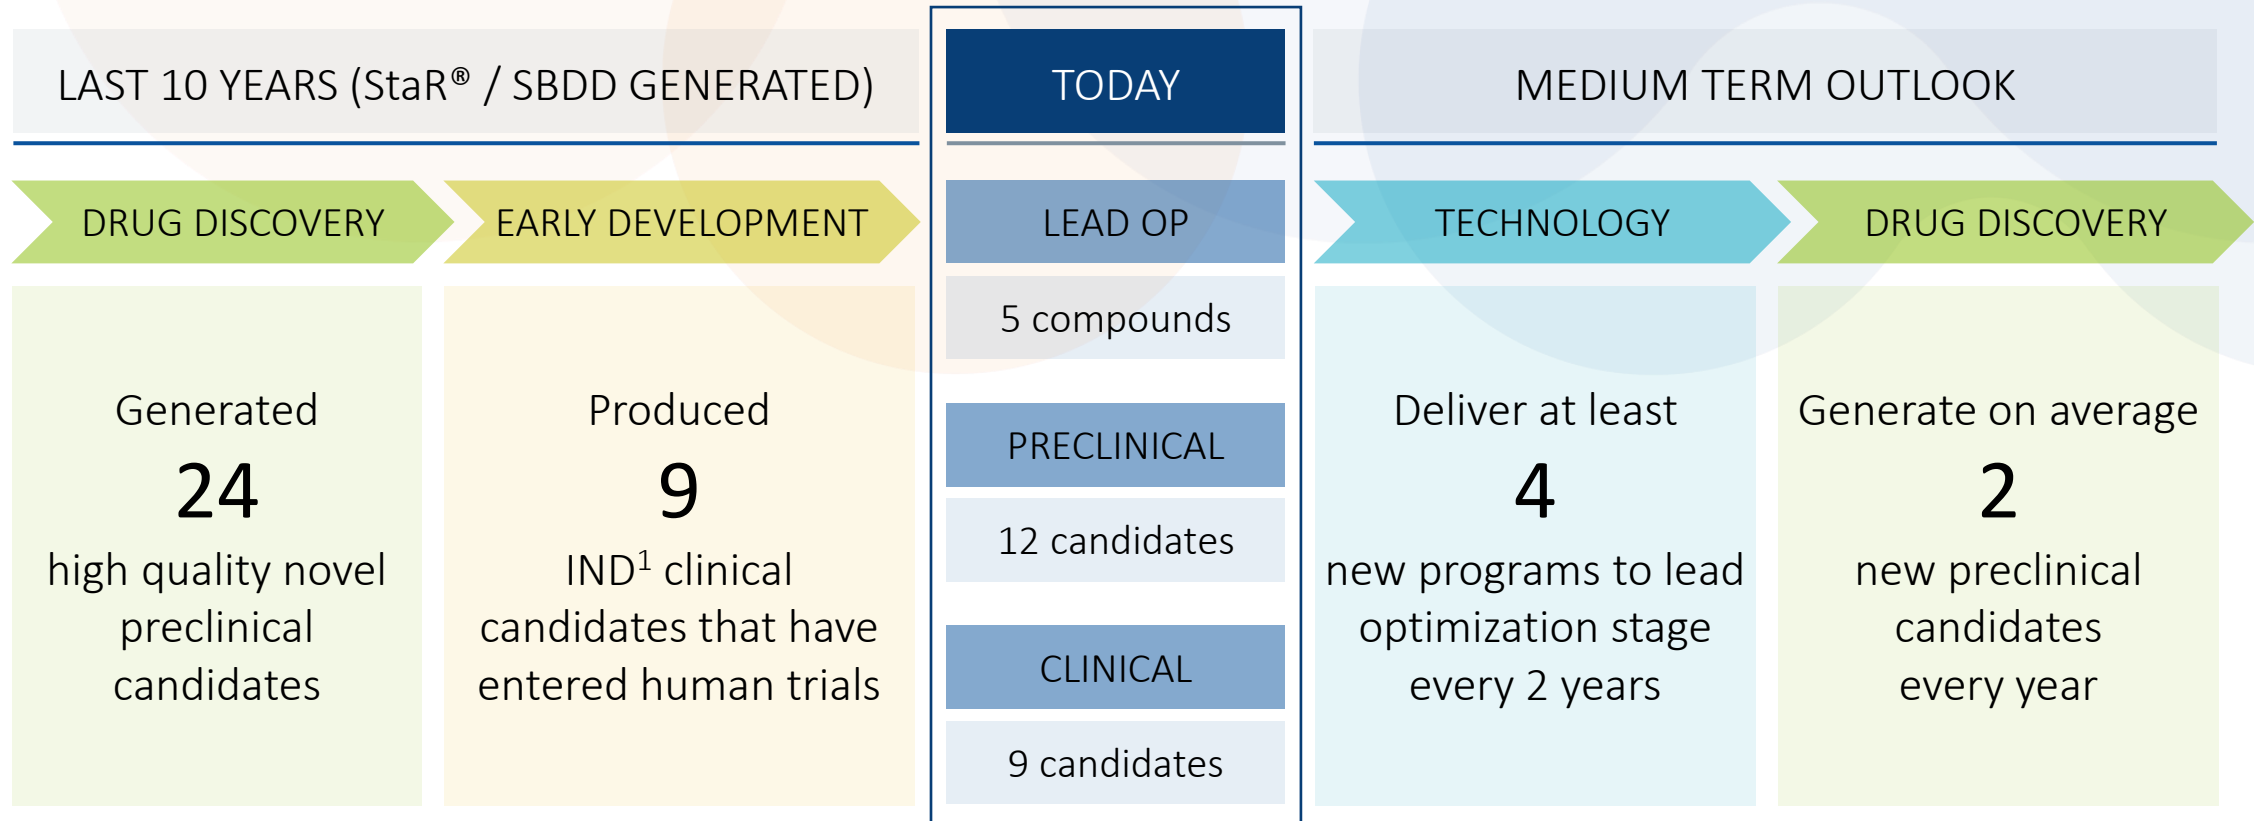 LAST 10 YEARS (StaR® / SBDD GENERATED)
DRUG DISCOVERY
Generated
24
high quality novel
preclinical
candidates
EARLY DEVELOPMENT
Produced
9
IND¹ clinical
candidates that have
entered human trials
TODAY
LEAD OP
5 compounds
PRECLINICAL
12 candidates
CLINICAL
9 candidates
MEDIUM TERM OUTLOOK
TECHNOLOGY
Deliver at least
4
new programs to lead
optimization stage
every 2 years
DRUG DISCOVERY
Generate on average
2
new preclinical
candidates
every year